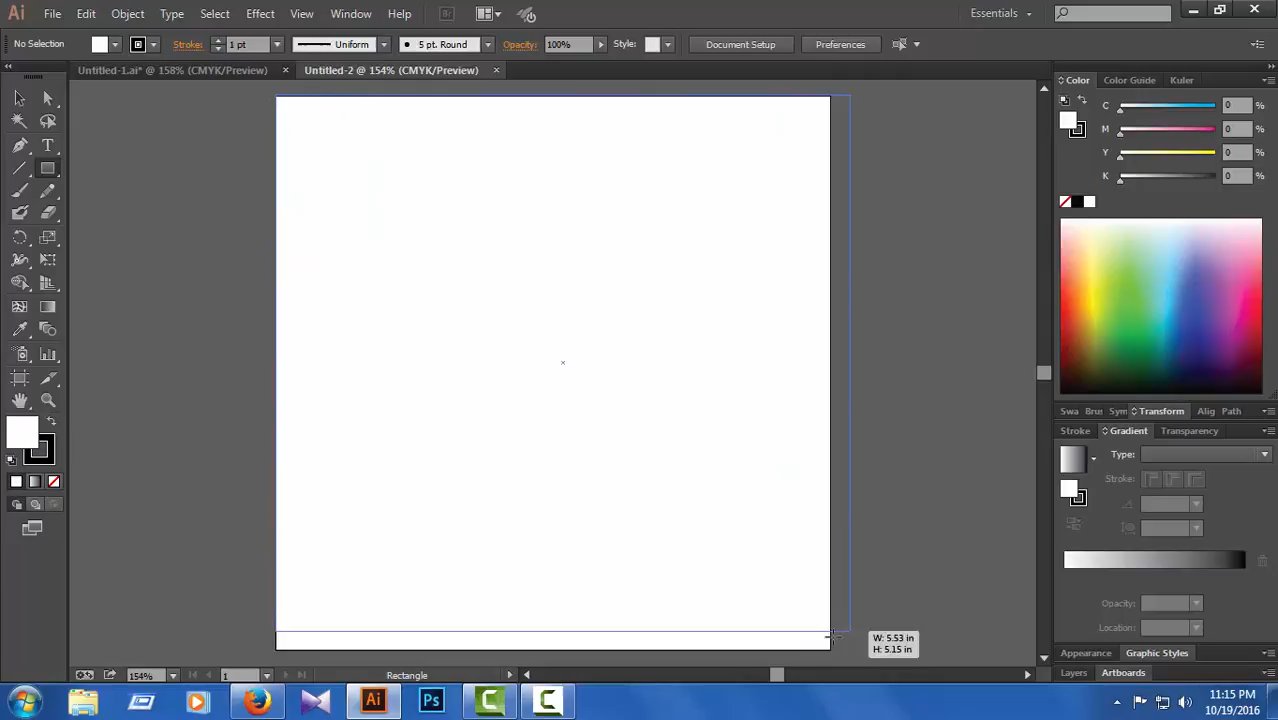 Ai File Edit Object Type Select Effect View Window Help Br Essentials
No Selection Stroke: 1 pt Uniform 5 pt. Round Opacity: 100% Style: Document Setup Preferences
Untitled-1.ai* @ 158% (CMYK/Preview) × Untitled-2 @ 154% (CMYK/Preview) ×
Color Color Guide Kuler
C 0 %
M 0 %
Y 0 %
K 0 %
Swa Brus Sym Transform Alig Path
Stroke Gradient Transparency
Type:
Stroke:
Opacity:
Location:
W: 5.53 in
H: 5.15 in
Appearance Graphic Styles
Layers Artboards
154% 1 Rectangle
Ai Ps C C
11:15 PM
10/19/2016